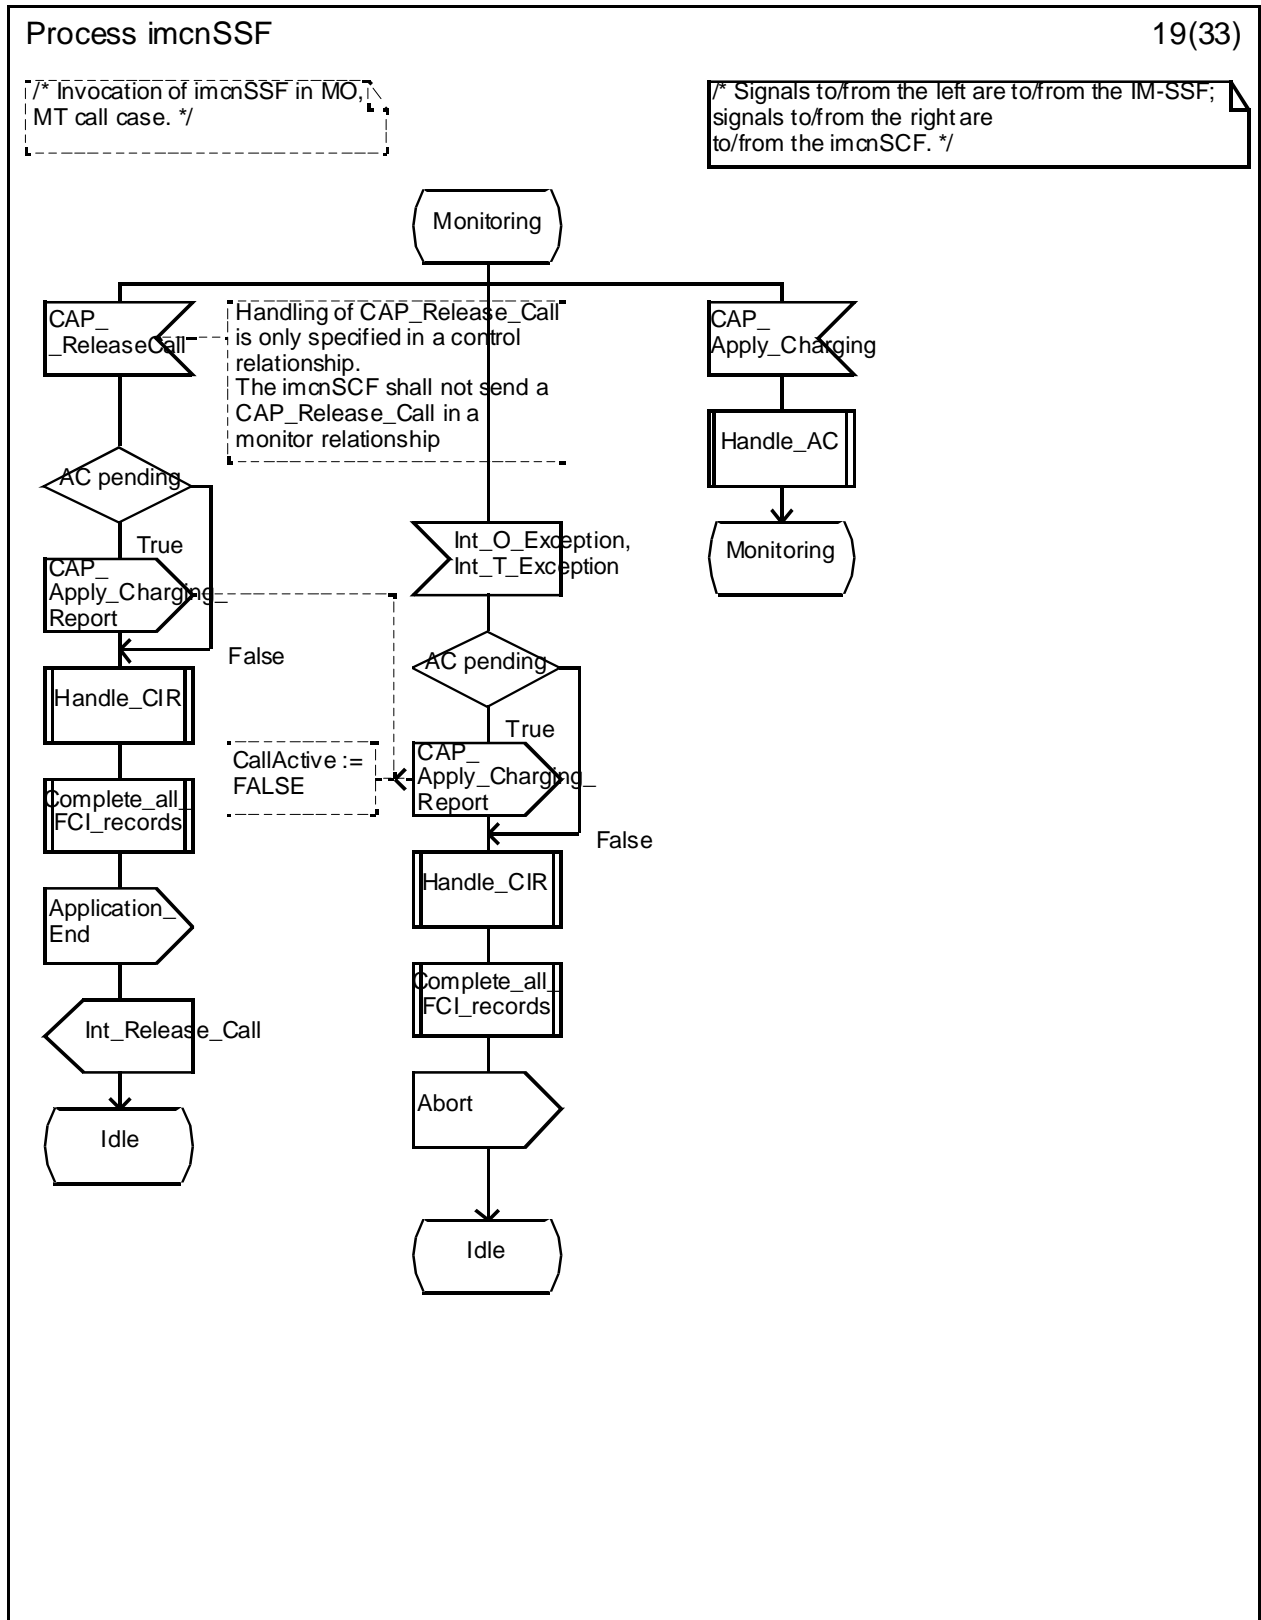 Process imcnSSF
19(33)
/* Invocation of imcnSSF in MO,
MT call case. */
/* Signals to/from the left are to/from the IM-SSF;
signals to/from the right are
to/from the imcnSCF. */
Monitoring
CAP_
_ReleaseCall
Handling of CAP_Release_Call
is only specified in a control
relationship.
The imcnSCF shall not send a
CAP_Release_Call in a
monitor relationship
CAP_
Apply_Charging
Handle_AC
Monitoring
AC pending
True
CAP_
Apply_Charging_
Report
False
Handle_CIR
Complete_all_
FCI_records
Application_
End
Int_Release_Call
Idle
Int_O_Exception,
Int_T_Exception
AC pending
True
CallActive :=
FALSE
CAP_
Apply_Charging_
Report
False
Handle_CIR
Complete_all_
FCI_records
Abort
Idle